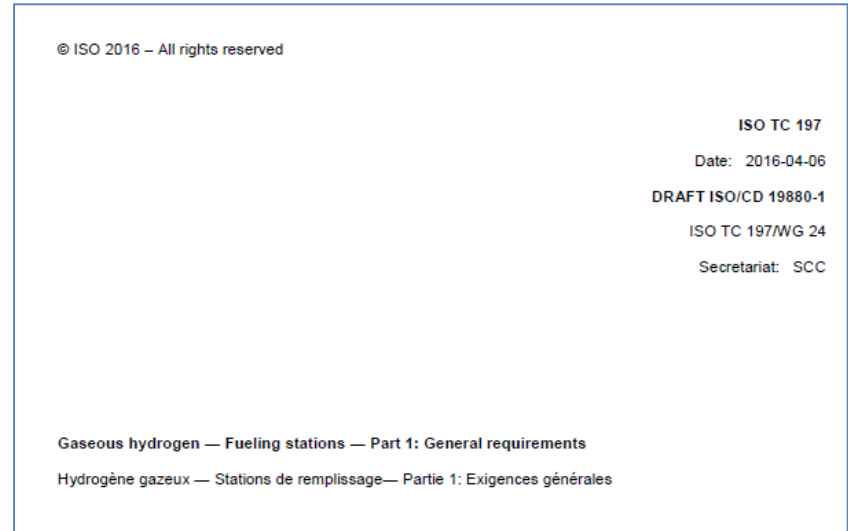 © ISO 2016 – All rights reserved
ISO TC 197
Date: 2016-04-06
DRAFT ISO/CD 19880-1
ISO TC 197/WG 24
Secretariat: SCC
Gaseous hydrogen — Fueling stations — Part 1: General requirements
Hydrogène gazeux — Stations de remplissage— Partie 1: Exigences générales